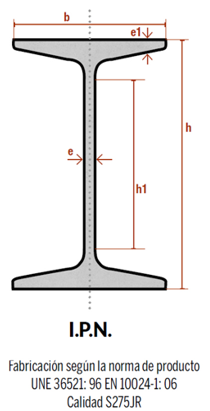 b
e1
h
e
h1
I.P.N.
Fabricación según la norma de producto
UNE 36521: 96 EN 10024-1: 06
Calidad S275JR